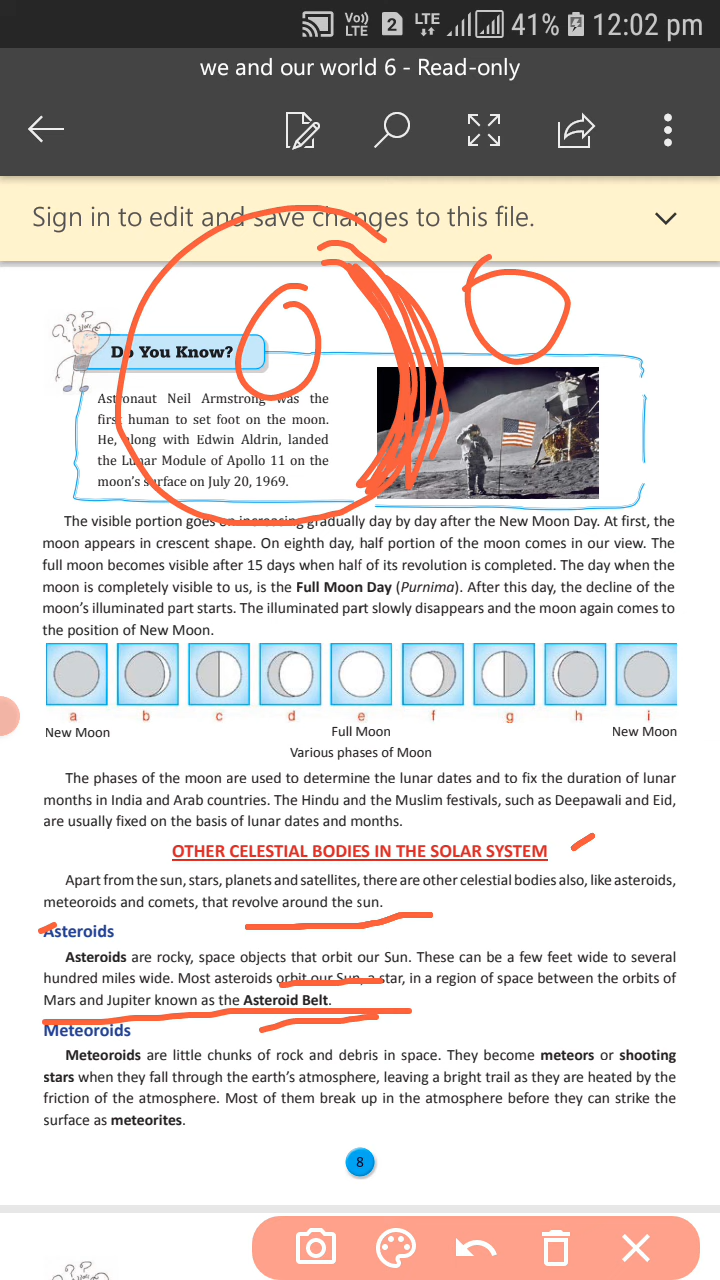 Vo)) LTE 2 LTE 41% 12:02 pm
we and our world 6 - Read-only
Sign in to edit and save changes to this file.
Do You Know?
Astronaut Neil Armstrong was the
first human to set foot on the moon.
He, along with Edwin Aldrin, landed
the Lunar Module of Apollo 11 on the
moon's surface on July 20, 1969.
The visible portion goes on increasing gradually day by day after the New Moon Day. At first, the
moon appears in crescent shape. On eighth day, half portion of the moon comes in our view. The
full moon becomes visible after 15 days when half of its revolution is completed. The day when the
moon is completely visible to us, is the Full Moon Day (Purnima). After this day, the decline of the
moon's illuminated part starts. The illuminated part slowly disappears and the moon again comes to
the position of New Moon.
a b c d e f g h i
New Moon Full Moon New Moon
Various phases of Moon
The phases of the moon are used to determine the lunar dates and to fix the duration of lunar
months in India and Arab countries. The Hindu and the Muslim festivals, such as Deepawali and Eid,
are usually fixed on the basis of lunar dates and months.
OTHER CELESTIAL BODIES IN THE SOLAR SYSTEM
Apart from the sun, stars, planets and satellites, there are other celestial bodies also, like asteroids,
meteoroids and comets, that revolve around the sun.
Asteroids
Asteroids are rocky, space objects that orbit our Sun. These can be a few feet wide to several
hundred miles wide. Most asteroids orbit our Sun, a star, in a region of space between the orbits of
Mars and Jupiter known as the Asteroid Belt.
Meteoroids
Meteoroids are little chunks of rock and debris in space. They become meteors or shooting
stars when they fall through the earth's atmosphere, leaving a bright trail as they are heated by the
friction of the atmosphere. Most of them break up in the atmosphere before they can strike the
surface as meteorites.
8